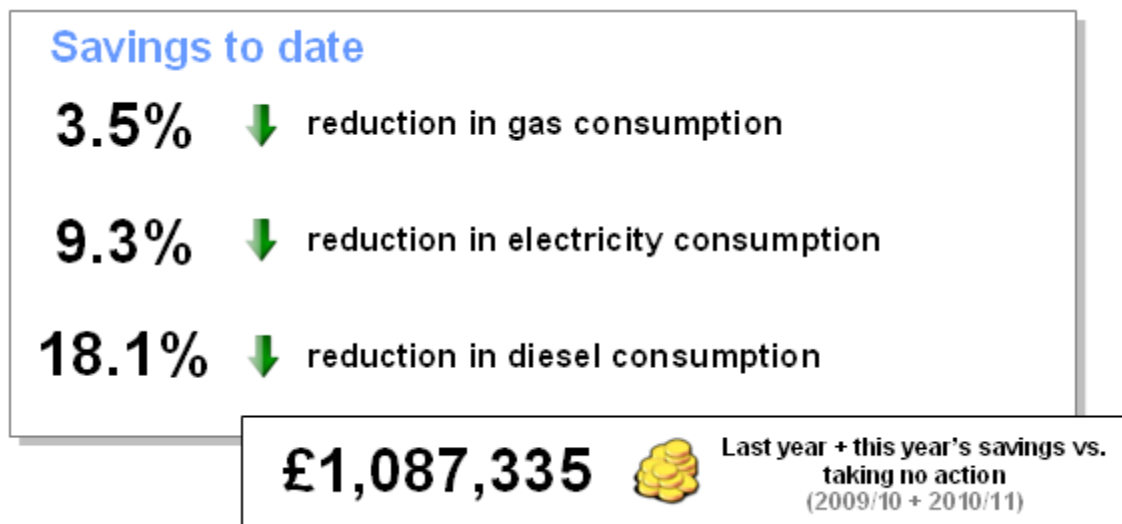 Savings to date
3.5% reduction in gas consumption
9.3% reduction in electricity consumption
18.1% reduction in diesel consumption
£1,087,335
Last year + this year's savings vs.
taking no action
(2009/10 + 2010/11)